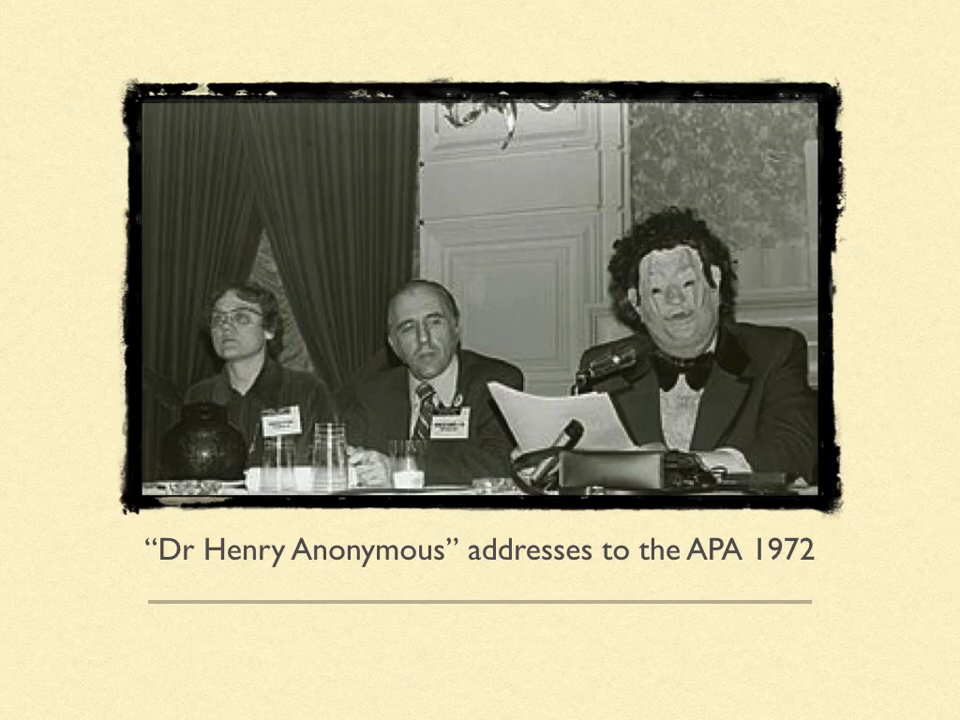 “Dr Henry Anonymous” addresses to the APA 1972